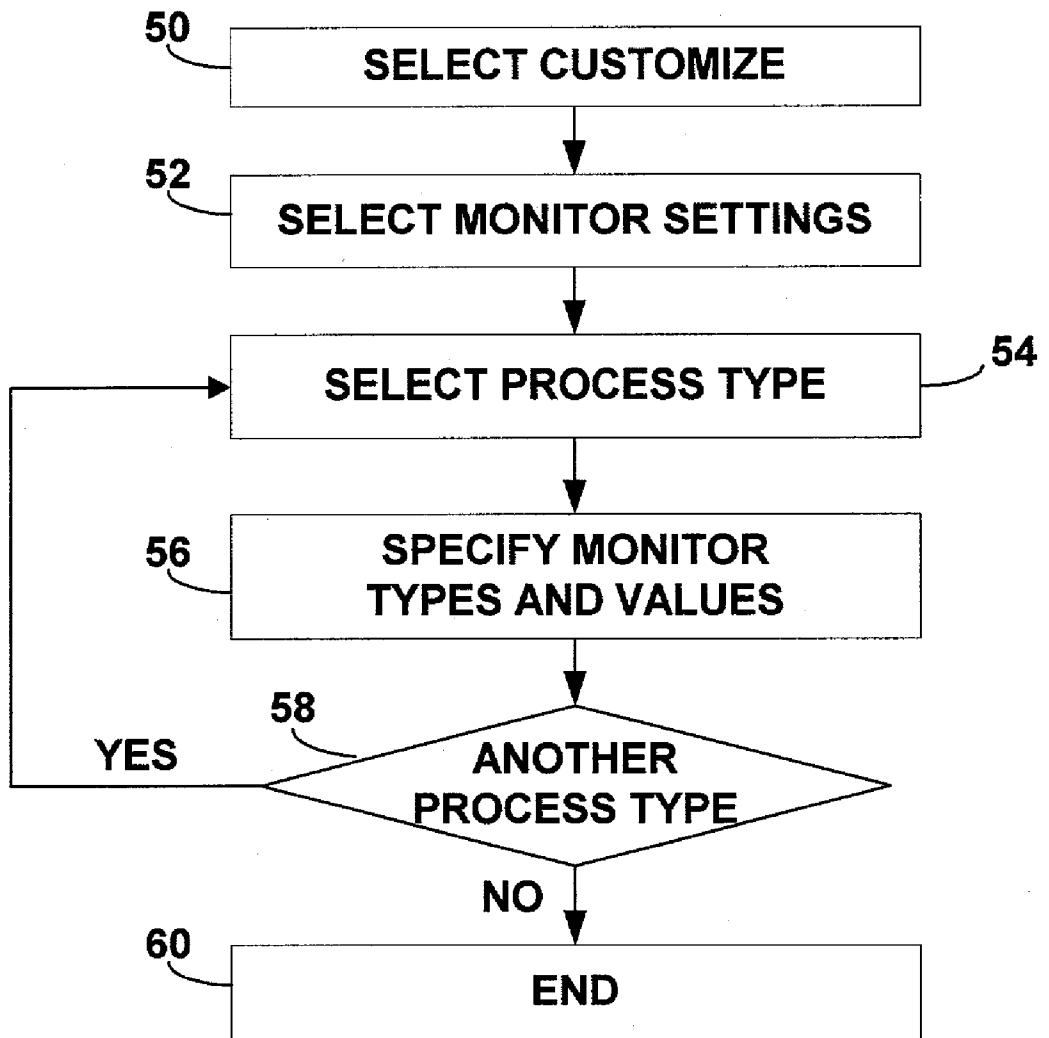 50
SELECT CUSTOMIZE
52
SELECT MONITOR SETTINGS
54
SELECT PROCESS TYPE
56
SPECIFY MONITOR
TYPES AND VALUES
58
YES
ANOTHER
PROCESS TYPE
NO
60
END